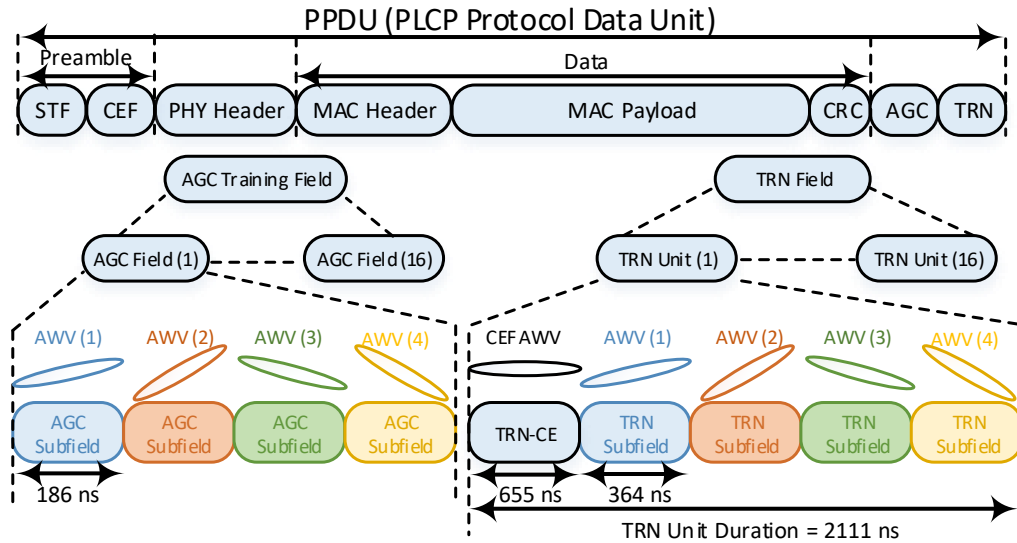 PPDU (PLCP Protocol Data Unit)
Preamble
Data
STF CEF PHY Header MAC Header MAC Payload CRC AGC TRN
AGC Training Field
TRN Field
AGC Field (1)
AGC Field (16)
TRN Unit (1)
TRN Unit (16)
AWV (1) AWV (2) AWV (3) AWV (4)
AGC Subfield
AGC Subfield
AGC Subfield
AGC Subfield
186 ns
CEF AWV AWV (1) AWV (2) AWV (3) AWV (4)
TRN-CE
TRN Subfield
TRN Subfield
TRN Subfield
TRN Subfield
655 ns 364 ns
TRN Unit Duration = 2111 ns